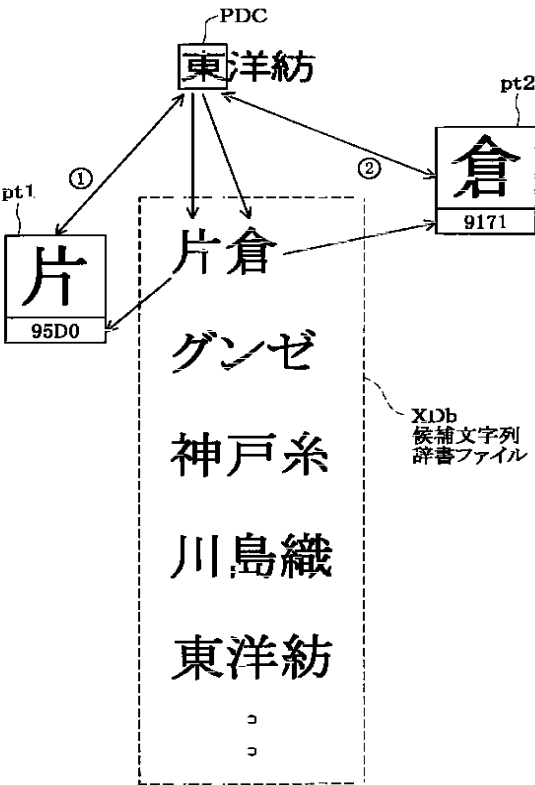 PDC
東洋紡
pt2
倉
9171
①
②
pt1
片
95D0
片倉
グンゼ
神戸糸
川島織
東洋紡
XDb
候補文字列
辞書ファイル